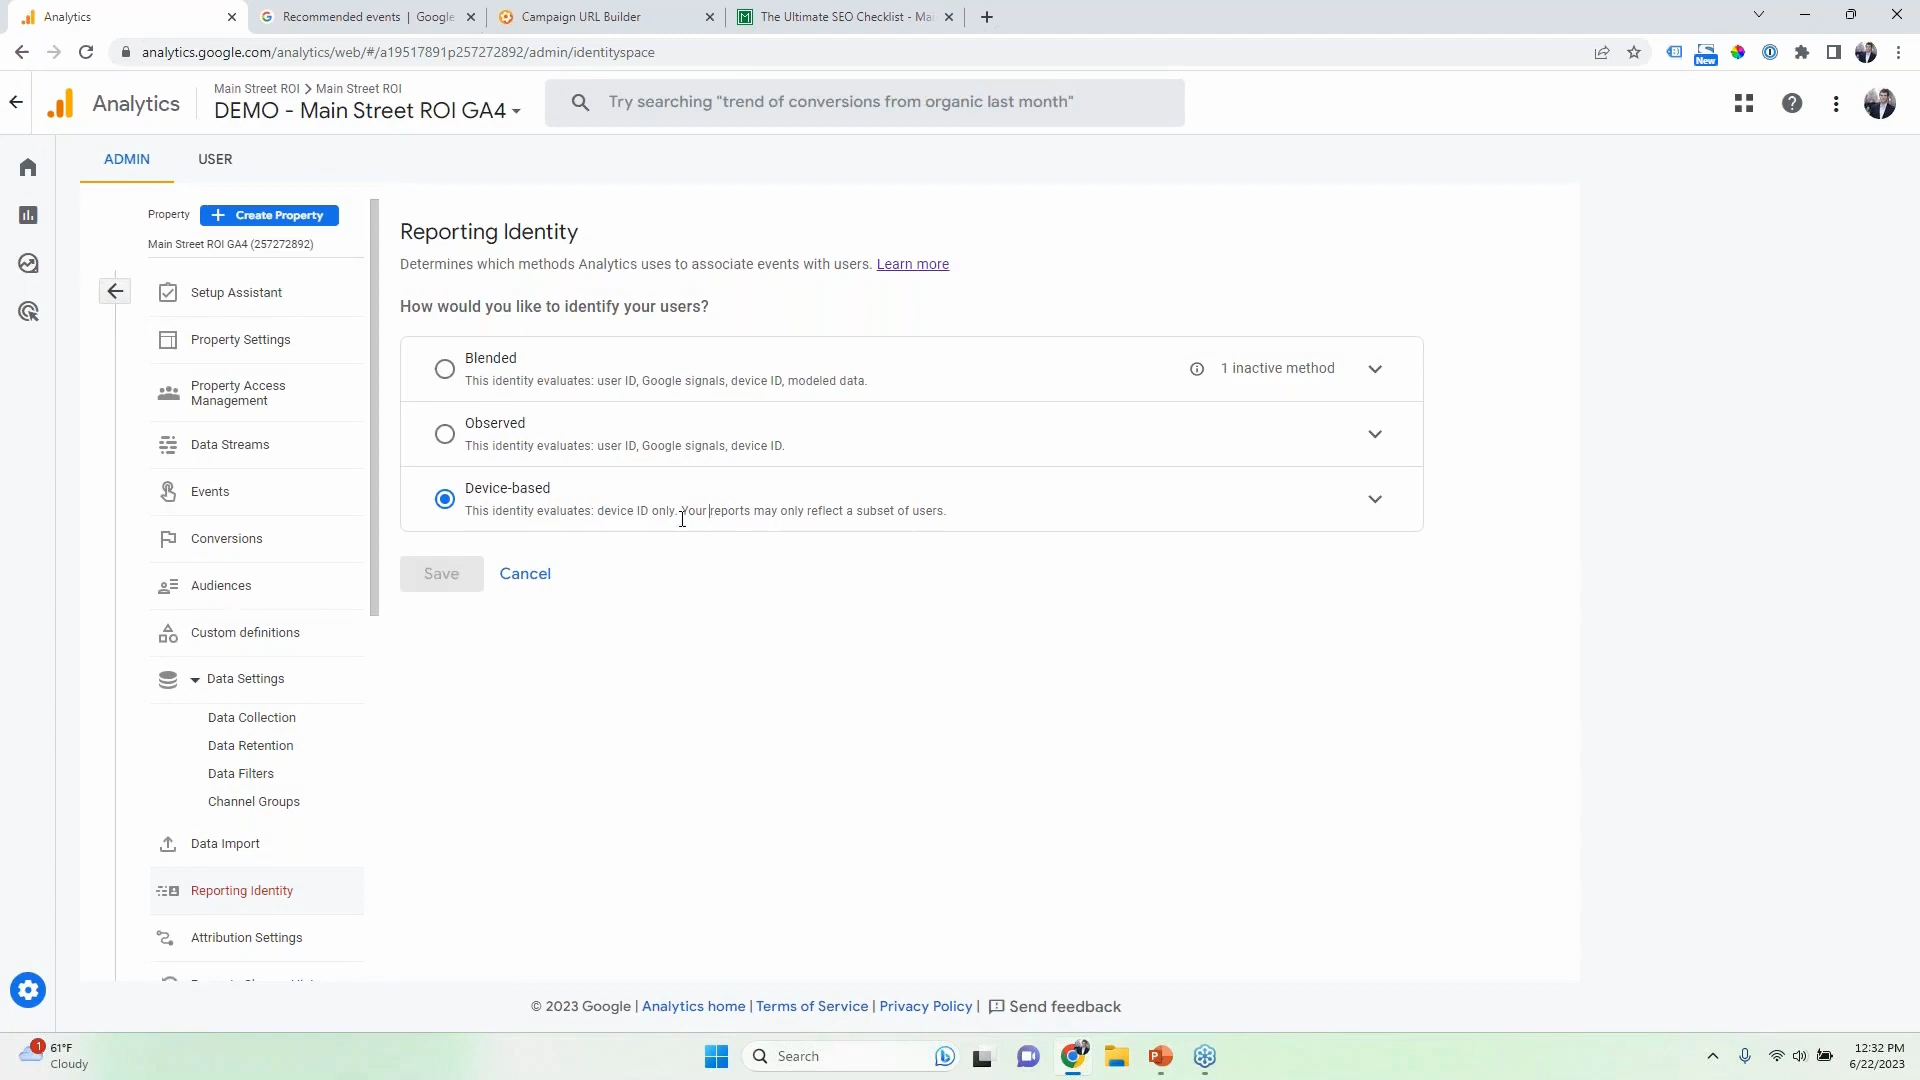 Analytics
Recommended events | Google
Campaign URL Builder
The Ultimate SEO Checklist - Mai
analytics.google.com/analytics/web/#/a19517891p257272892/admin/identityspace
New
Analytics
Main Street ROI > Main Street ROI
DEMO - Main Street ROI GA4
Try searching "trend of conversions from organic last month"
ADMIN
USER
Property
+ Create Property
Main Street ROI GA4 (257272892)
Setup Assistant
Property Settings
Property Access
Management
Data Streams
Events
Conversions
Audiences
Custom definitions
Data Settings
Data Collection
Data Retention
Data Filters
Channel Groups
Data Import
Reporting Identity
Attribution Settings
Reporting Identity
Determines which methods Analytics uses to associate events with users. Learn more
How would you like to identify your users?
Blended
This identity evaluates: user ID, Google signals, device ID, modeled data.
1 inactive method
Observed
This identity evaluates: user ID, Google signals, device ID.
Device-based
This identity evaluates: device ID only. Your reports may only reflect a subset of users.
Save
Cancel
© 2023 Google | Analytics home | Terms of Service | Privacy Policy | Send feedback
1
61°F
Cloudy
Search
12:32 PM
6/22/2023